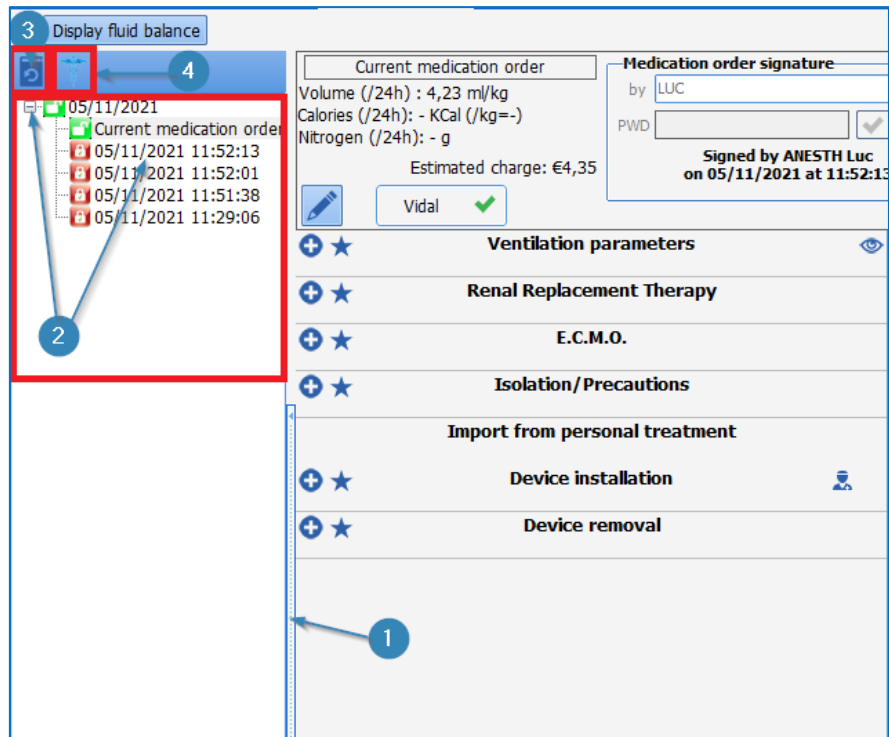 3
Display fluid balance
4
05/11/2021
Current medication order
05/11/2021 11:52:13
05/11/2021 11:52:01
05/11/2021 11:51:38
05/11/2021 11:29:06
2
Current medication order
Volume (/24h) : 4,23 ml/kg
Calories (/24h): - KCal (/kg=-)
Nitrogen (/24h): - g
Estimated charge: €4,35
Vidal
Medication order signature
by LUC
PWD
Signed by ANESTH Luc
on 05/11/2021 at 11:52:13
Ventilation parameters
Renal Replacement Therapy
E.C.M.O.
Isolation/Precautions
Import from personal treatment
Device installation
Device removal
1